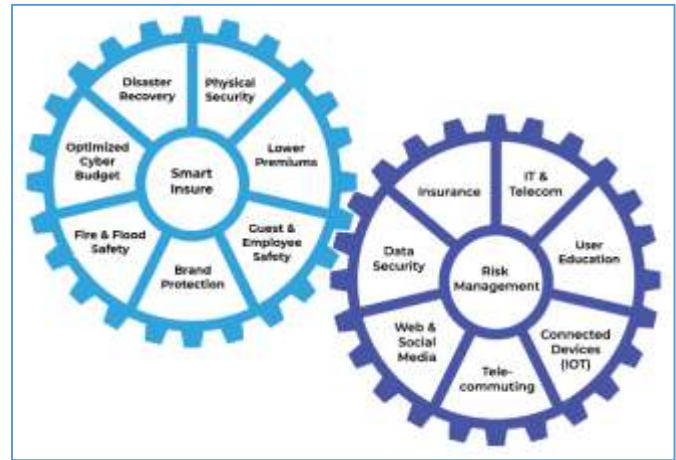 Disaster
Recovery
Physical
Security
Lower
Premiums
Guest &
Employee
Safety
Brand
Protection
Fire & Flood
Safety
Optimized
Cyber
Budget
Smart
Insure
Insurance
IT &
Telecom
User
Education
Connected
Devices
(IOT)
Tele-
commuting
Web &
Social
Media
Data
Security
Risk
Management